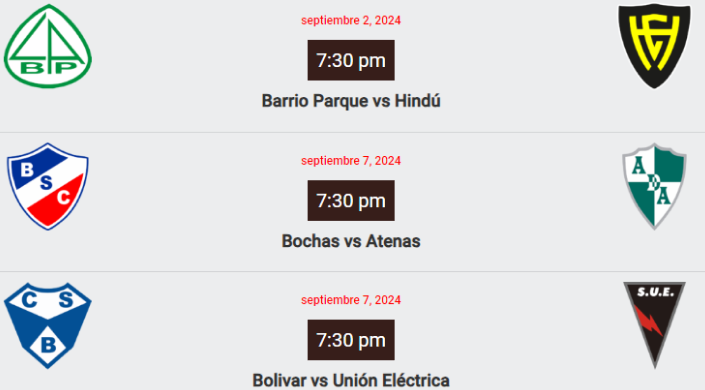 septiembre 2, 2024
BP
7:30 pm
CHF
Barrio Parque vs Hindú
septiembre 7, 2024
BSC
7:30 pm
ADA
Bochas vs Atenas
septiembre 7, 2024
CSB
7:30 pm
S.U.E.
Bolivar vs Unión Eléctrica